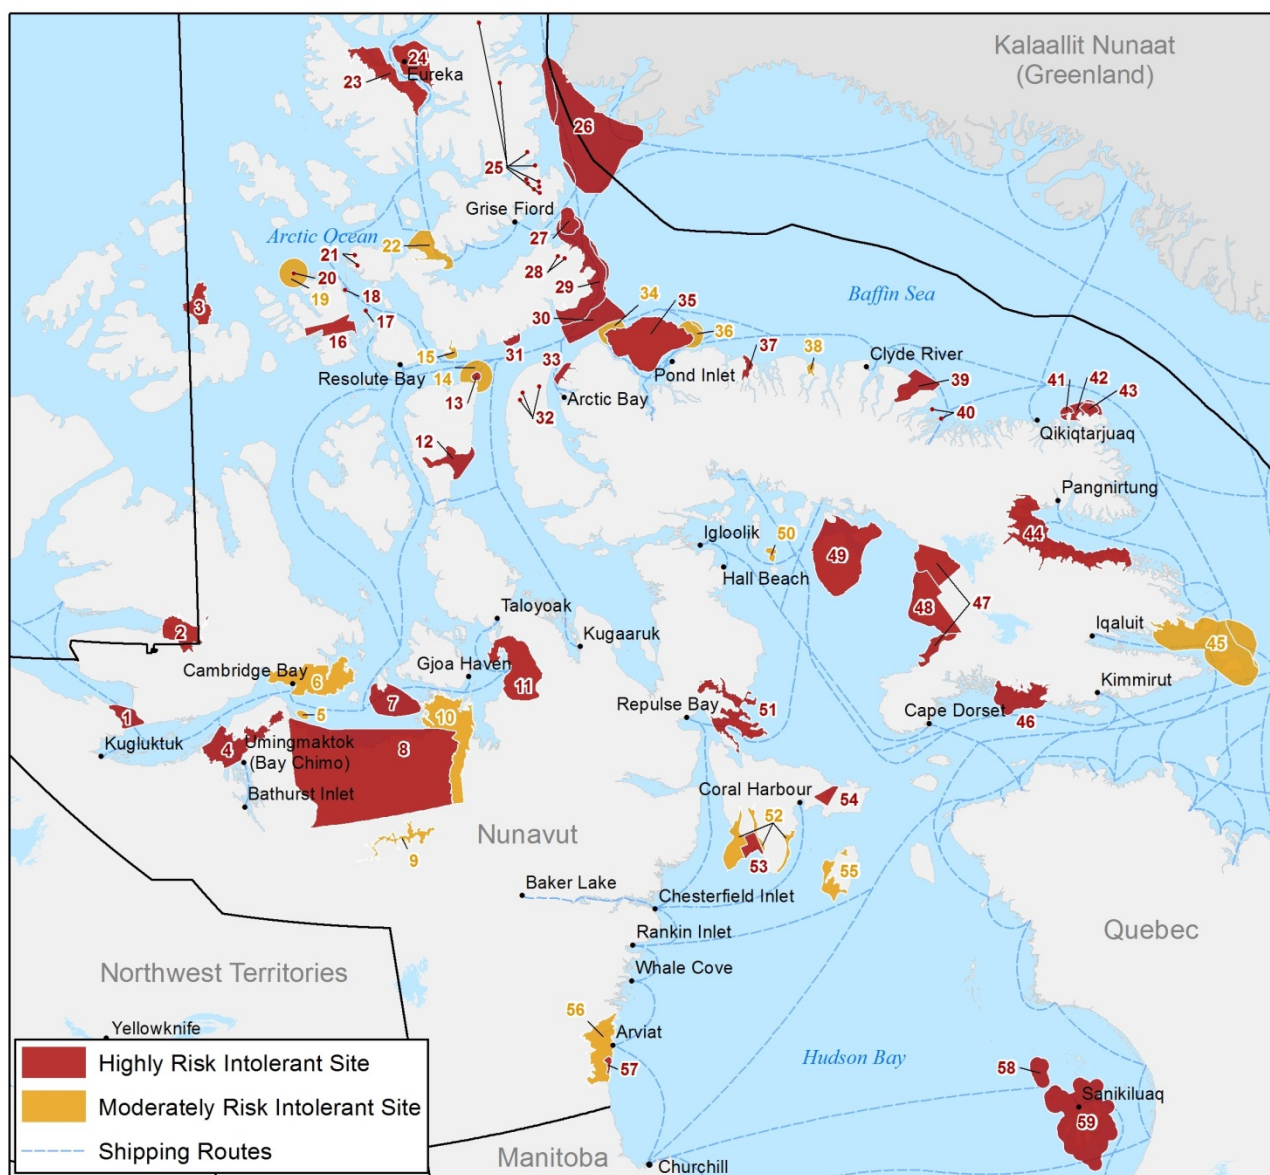 Kalaallit Nunaat
(Greenland)
24
23
Eureka
26
25
Grise Fiord
Arctic Ocean
22
27
21
28
20
29
Baffin Sea
3
19
18
34
35
30
17
36
16
31
37
38
Clyde River
15
33
Resolute Bay
14
Pond Inlet
39
41
42
43
13
32
Arctic Bay
40
Qikiqtarjuaq
12
Pangnirtung
Igloolik
50
44
49
Hall Beach
47
48
Taloyoak
2
Kugaaruk
Iqaluit
45
Cambridge Bay
6
Gjoa Haven
11
Kimmirut
7
46
5
10
51
1
Repulse Bay
Cape Dorset
Kugluktuk
4
Umingmaktok
(Bay Chimo)
8
Bathurst Inlet
Coral Harbour
54
52
Nunavut
9
53
55
Baker Lake
Chesterfield Inlet
Rankin Inlet
Quebec
Northwest Territories
Whale Cove
56
Yellowknife
Arviat
Hudson Bay
57
58
Sanikiluaq
59
Manitoba
Churchill
Highly Risk Intolerant Site
Moderately Risk Intolerant Site
Shipping Routes